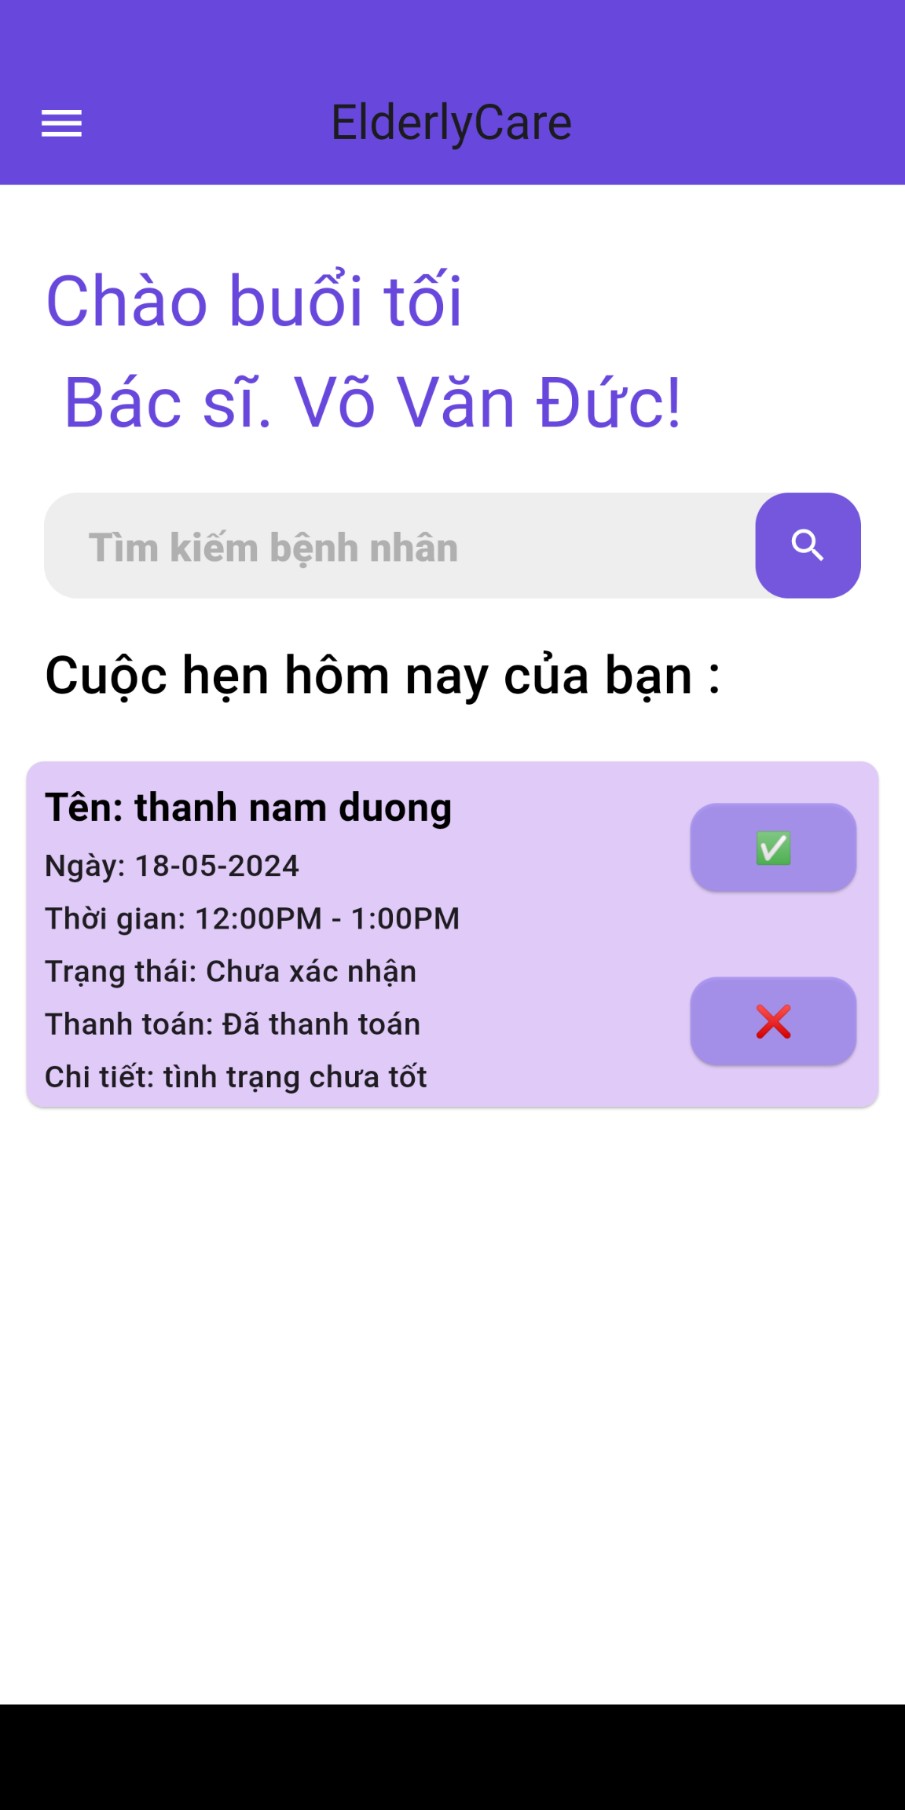 ElderlyCare
Chào buổi tối
Bác sĩ. Võ Văn Đức!
Tìm kiếm bệnh nhân
Cuộc hẹn hôm nay của bạn :
Tên: thanh nam duong
Ngày: 18-05-2024
Thời gian: 12:00PM - 1:00PM
Trạng thái: Chưa xác nhận
Thanh toán: Đã thanh toán
Chi tiết: tình trạng chưa tốt